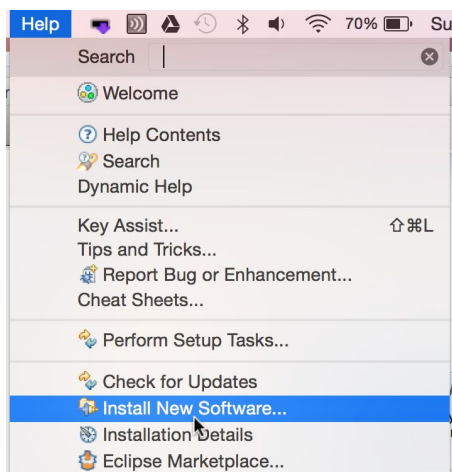 Help 70% Su
Search
Welcome
Help Contents
Search
Dynamic Help
Key Assist... ⇧⌘L
Tips and Tricks...
Report Bug or Enhancement...
Cheat Sheets...
Perform Setup Tasks...
Check for Updates
Install New Software...
Installation Details
Eclipse Marketplace...